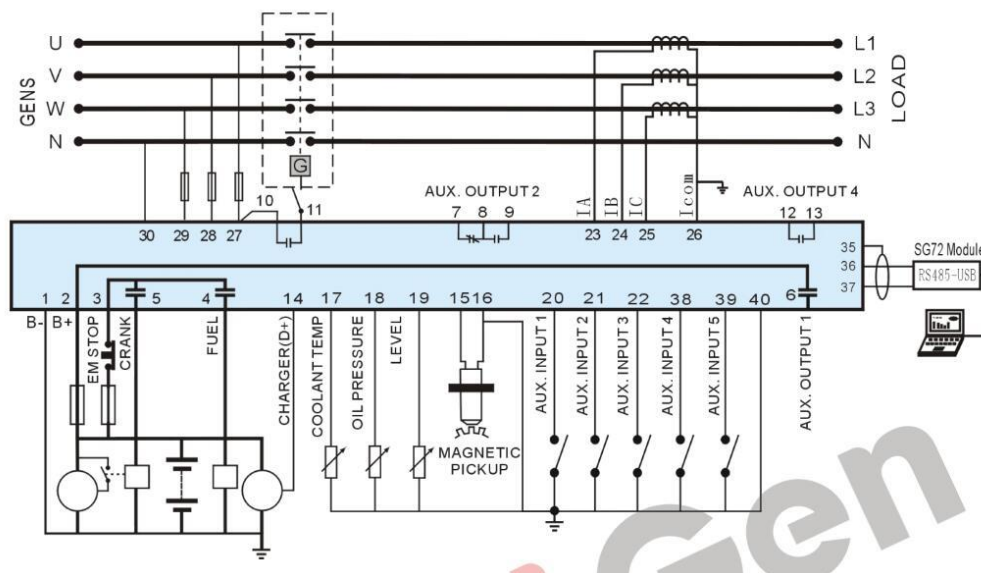 GENS
U
V
W
N
L1
L2
L3
N
LOAD
G
10
11
AUX. OUTPUT 2
7 8 9
IA
IB
IC
Icom
AUX. OUTPUT 4
12 13
30 29 28 27
23 24 25 26
35
36
37
SG72 Module
RS485-USB
1 2 3 5 4 14 17 18 19 15 16 20 21 22 38 39 40 6
B-
B+
EM STOP
CRANK
FUEL
CHARGER(D+)
COOLANT TEMP
OIL PRESSURE
LEVEL
MAGNETIC
PICKUP
AUX. INPUT 1
AUX. INPUT 2
AUX. INPUT 3
AUX. INPUT 4
AUX. INPUT 5
AUX. OUTPUT 1
Gen